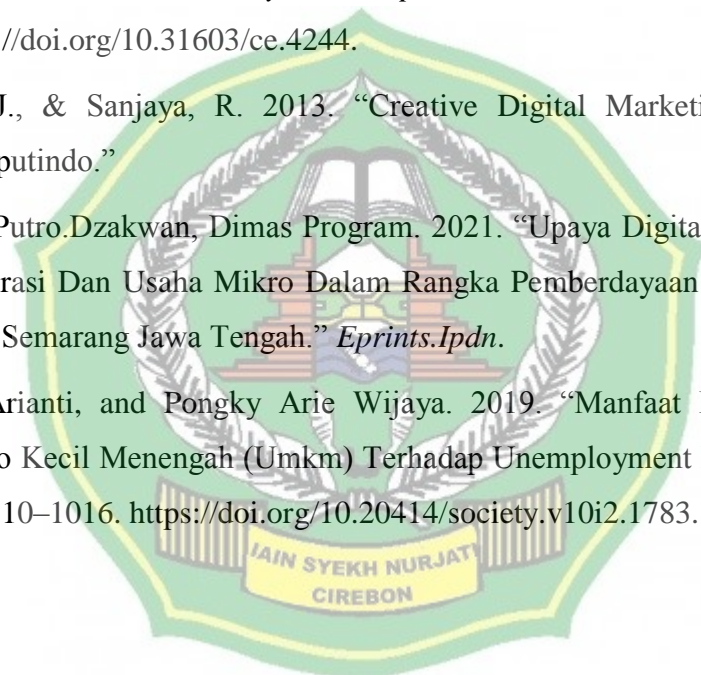 //doi.org/10.31603/ce.4244.
J., & Sanjaya, R. 2013. “Creative Digital Marketi
putindo.”
Putro.Dzakwan, Dimas Program. 2021. “Upaya Digita
rasi Dan Usaha Mikro Dalam Rangka Pemberdayaan
Semarang Jawa Tengah.” Eprints.Ipdn.
Arianti, and Pongky Arie Wijaya. 2019. “Manfaat
o Kecil Menengah (Umkm) Terhadap Unemployment
10–1016. https://doi.org/10.20414/society.v10i2.1783.
IAIN SYEKH NURJATI
CIREBON